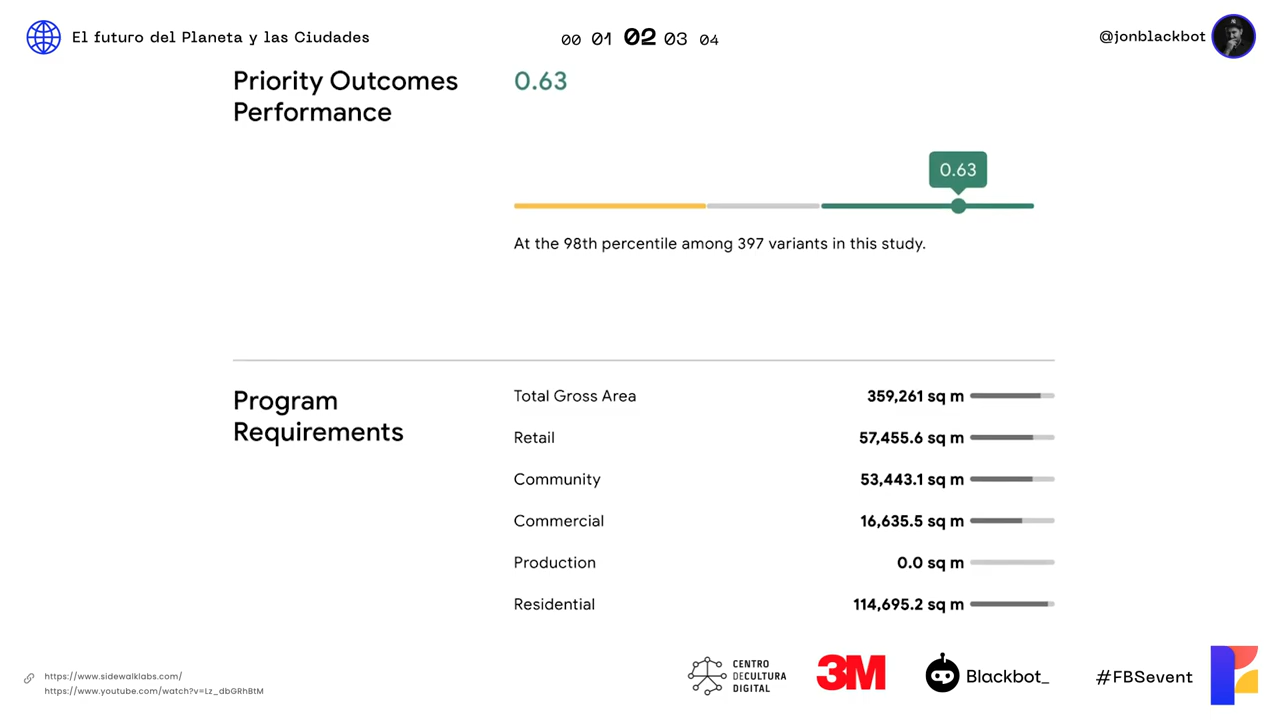 El futuro del Planeta y las Ciudades
00 01 02 03 04
@jonblackbot
Priority Outcomes
Performance
0.63
0.63
At the 98th percentile among 397 variants in this study.
Program
Requirements
Total Gross Area 359,261 sq m
Retail 57,455.6 sq m
Community 53,443.1 sq m
Commercial 16,635.5 sq m
Production 0.0 sq m
Residential 114,695.2 sq m
https://www.sidewalklabs.com/
https://www.youtube.com/watch?v=Lz_dbGRhBtM
CENTRO
DECULTURA
DIGITAL
3M
Blackbot_
#FBSevent